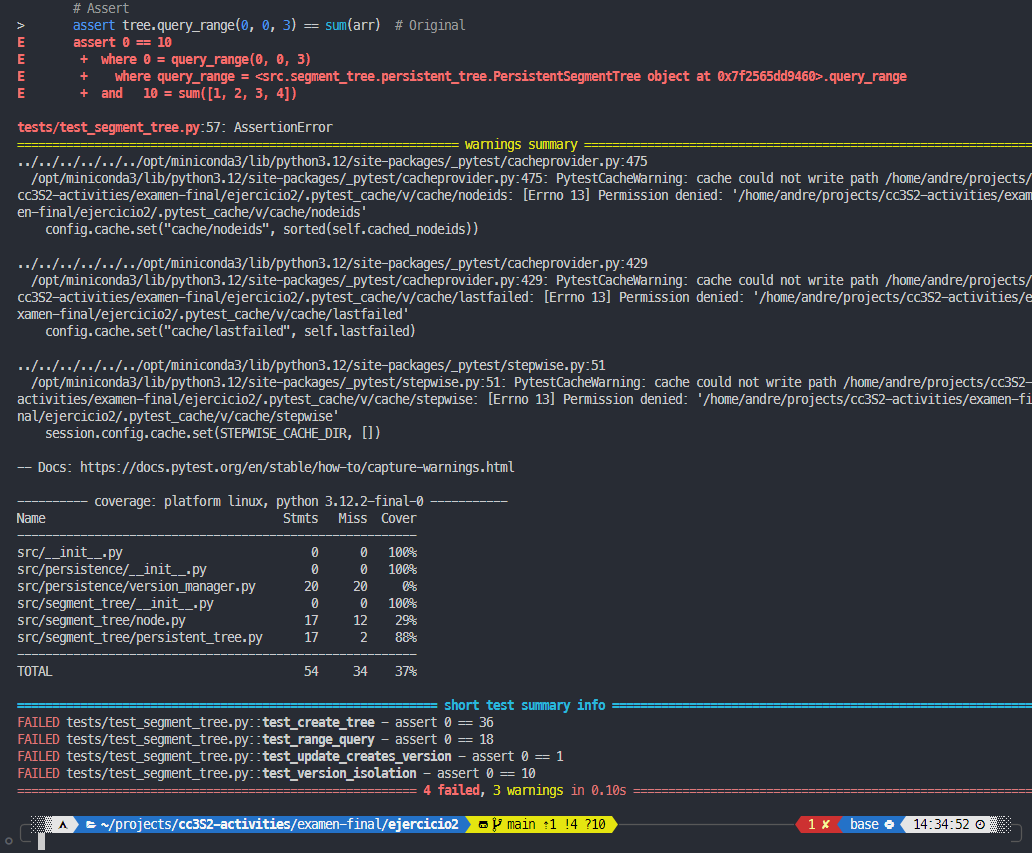 # Assert
>       assert tree.query_range(0, 0, 3) == sum(arr)  # Original
E       assert 0 == 10
E        +  where 0 = query_range(0, 0, 3)
E        +    where query_range = <src.segment_tree.persistent_tree.PersistentSegmentTree object at 0x7f2565dd9460>.query_range
E        +  and   10 = sum([1, 2, 3, 4])
tests/test_segment_tree.py:57: AssertionError
warnings summary
../../../../../../opt/miniconda3/lib/python3.12/site-packages/_pytest/cacheprovider.py:475
/opt/miniconda3/lib/python3.12/site-packages/_pytest/cacheprovider.py:475: PytestCacheWarning: cache could not write path /home/andre/projects/
cc3S2-activities/examen-final/ejercicio2/.pytest_cache/v/cache/nodeids: [Errno 13] Permission denied: '/home/andre/projects/cc3S2-activities/exam
en-final/ejercicio2/.pytest_cache/v/cache/nodeids'
config.cache.set("cache/nodeids", sorted(self.cached_nodeids))
../../../../../../opt/miniconda3/lib/python3.12/site-packages/_pytest/cacheprovider.py:429
/opt/miniconda3/lib/python3.12/site-packages/_pytest/cacheprovider.py:429: PytestCacheWarning: cache could not write path /home/andre/projects/
cc3S2-activities/examen-final/ejercicio2/.pytest_cache/v/cache/lastfailed: [Errno 13] Permission denied: '/home/andre/projects/cc3S2-activities/e
xamen-final/ejercicio2/.pytest_cache/v/cache/lastfailed'
config.cache.set("cache/lastfailed", self.lastfailed)
../../../../../../opt/miniconda3/lib/python3.12/site-packages/_pytest/stepwise.py:51
/opt/miniconda3/lib/python3.12/site-packages/_pytest/stepwise.py:51: PytestCacheWarning: cache could not write path /home/andre/projects/cc3S2-
activities/examen-final/ejercicio2/.pytest_cache/v/cache/stepwise: [Errno 13] Permission denied: '/home/andre/projects/cc3S2-activities/examen-fi
nal/ejercicio2/.pytest_cache/v/cache/stepwise'
session.config.cache.set(STEPWISE_CACHE_DIR, [])
-- Docs: https://docs.pytest.org/en/stable/how-to/capture-warnings.html
---------- coverage: platform linux, python 3.12.2-final-0 -----------
Name                                Stmts   Miss  Cover
src/__init__.py                         0      0   100%
src/persistence/__init__.py             0      0   100%
src/persistence/version_manager.py     20     20     0%
src/segment_tree/__init__.py            0      0   100%
src/segment_tree/node.py               17     12    29%
src/segment_tree/persistent_tree.py    17      2    88%
TOTAL                                  54     34    37%
short test summary info
FAILED tests/test_segment_tree.py::test_create_tree - assert 0 == 36
FAILED tests/test_segment_tree.py::test_range_query - assert 0 == 18
FAILED tests/test_segment_tree.py::test_update_creates_version - assert 0 == 1
FAILED tests/test_segment_tree.py::test_version_isolation - assert 0 == 10
4 failed, 3 warnings in 0.10s
~/projects/cc3S2-activities/examen-final/ejercicio2 main ⇡1 !4 ?10 1 ✘ base 14:34:52